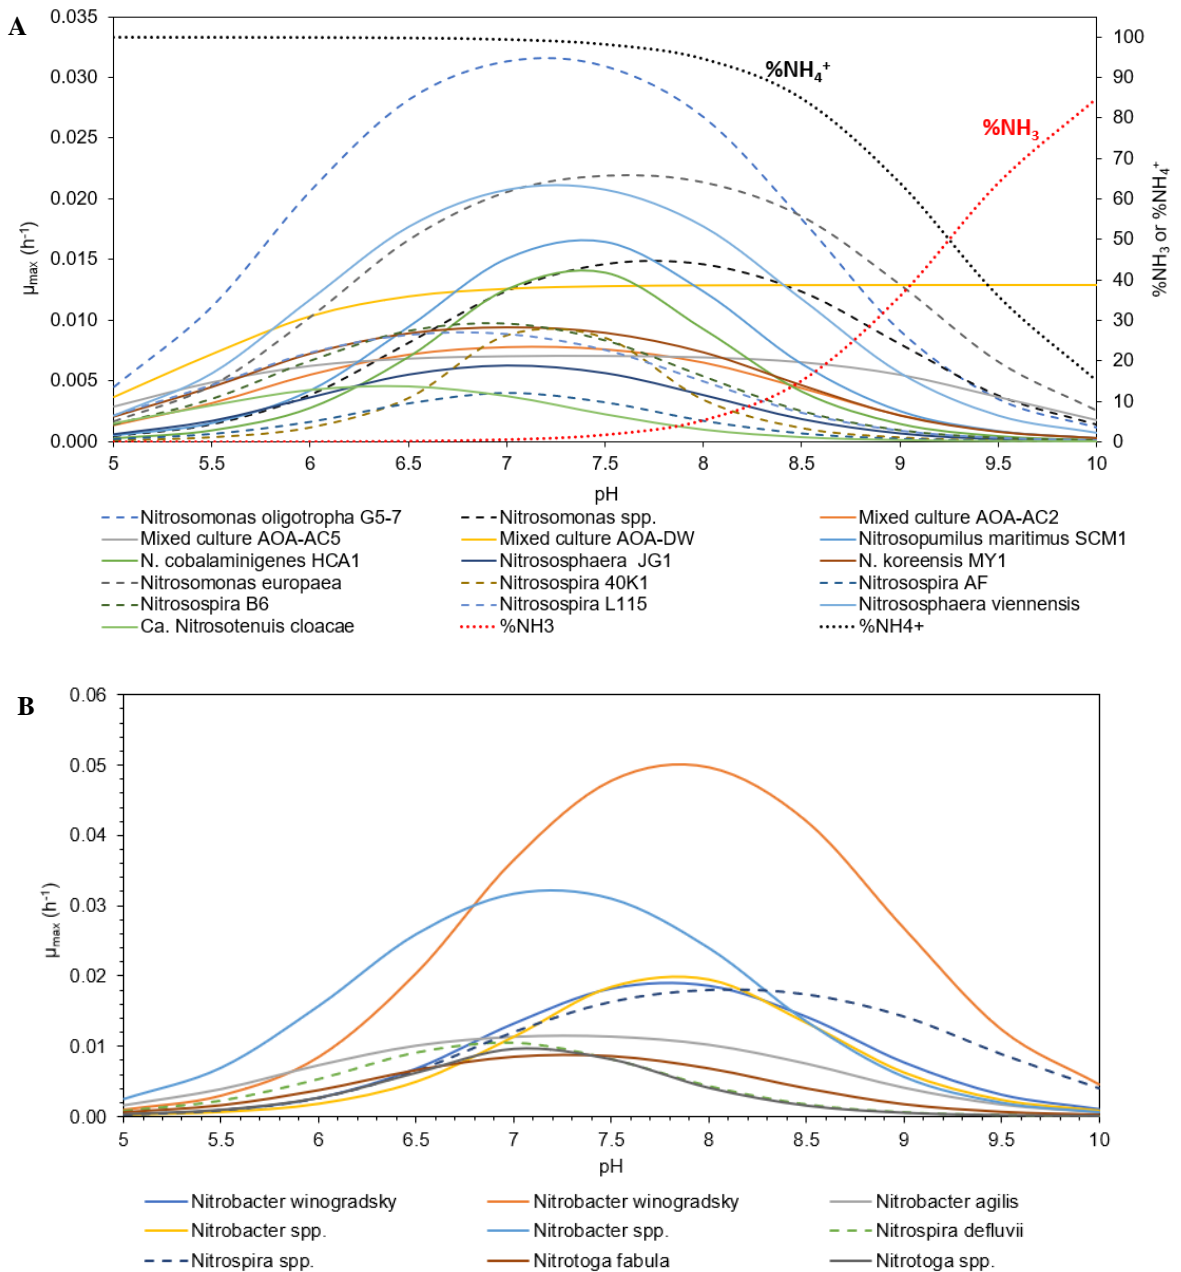 A
0.035
0.030
0.025
0.020
0.015
0.010
0.005
0.000
μmax (h-1)
100
90
80
70
60
50
40
30
20
10
0
%NH3 or %NH4+
%NH4+
%NH3
5 5.5 6 6.5 7 7.5 8 8.5 9 9.5 10
pH
Nitrosomonas oligotropha G5-7 Nitrosomonas spp. Mixed culture AOA-AC2
Mixed culture AOA-AC5 Mixed culture AOA-DW Nitrosopumilus maritimus SCM1
N. cobalaminigenes HCA1 Nitrososphaera JG1 N. koreensis MY1
Nitrosomonas europaea Nitrosospira 40K1 Nitrosospira AF
Nitrosospira B6 Nitrosospira L115 Nitrososphaera viennensis
Ca. Nitrosotenuis cloacae %NH3 %NH4+
B
0.06
0.05
0.04
0.03
0.02
0.01
0.00
μmax (h-1)
5 5.5 6 6.5 7 7.5 8 8.5 9 9.5 10
pH
Nitrobacter winogradsky Nitrobacter winogradsky Nitrobacter agilis
Nitrobacter spp. Nitrobacter spp. Nitrospira defluvii
Nitrospira spp. Nitrotoga fabula Nitrotoga spp.